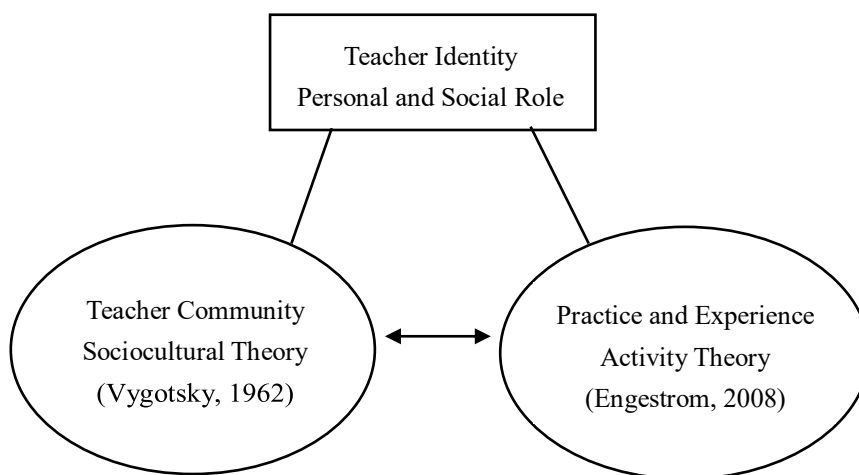 Teacher Identity
Personal and Social Role
Teacher Community
Sociocultural Theory
(Vygotsky, 1962)
Practice and Experience
Activity Theory
(Engestrom, 2008)